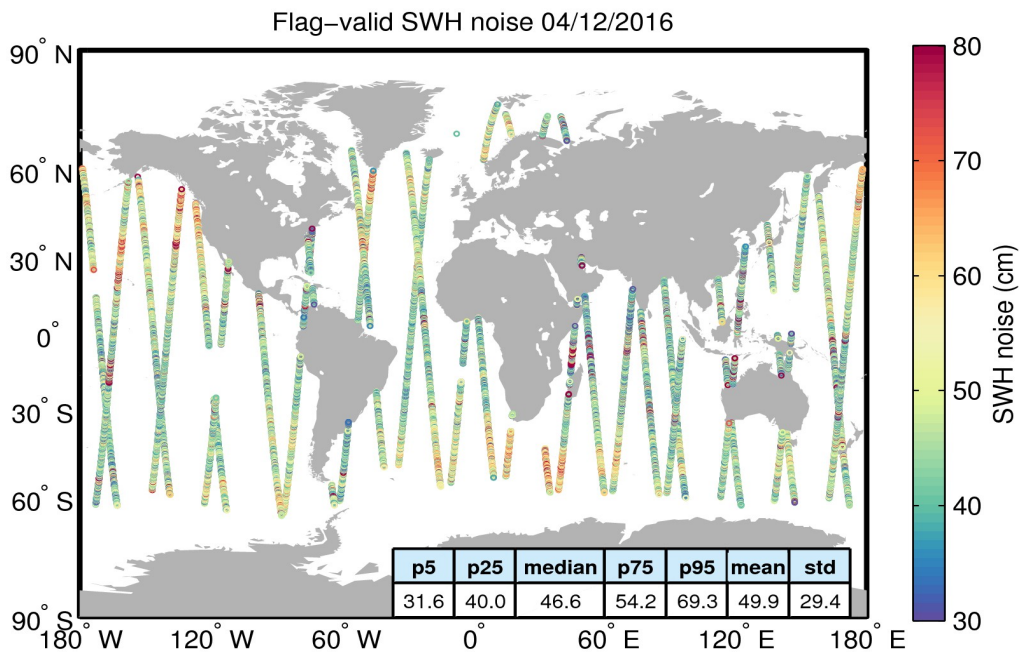 Flag−valid SWH noise 04/12/2016
90° N
60° N
30° N
0°
30° S
60° S
90° S
180° W 120° W 60° W 0° 60° E 120° E 180° E
p5 p25 median p75 p95 mean std
31.6 40.0 46.6 54.2 69.3 49.9 29.4
80
70
60
50
40
30
SWH noise (cm)